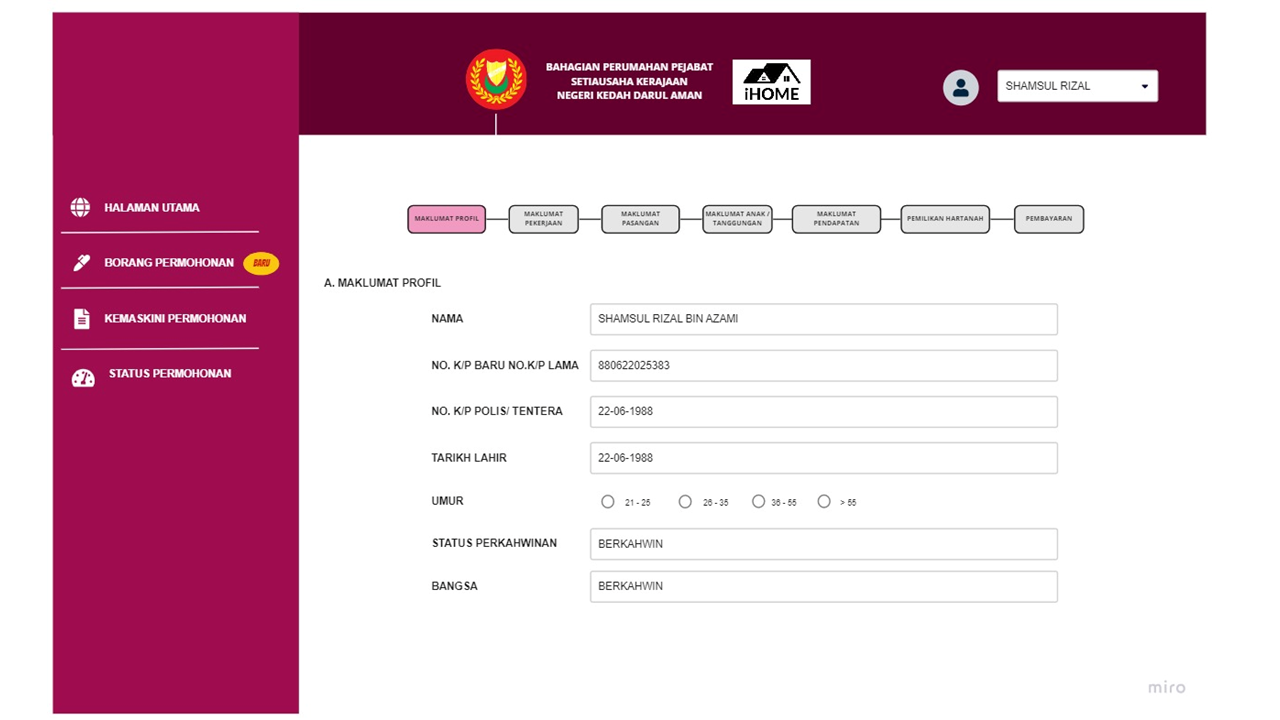 BAHAGIAN PERUMAHAN PEJABAT
SETIAUSAHA KERAJAAN
NEGERI KEDAH DARUL AMAN
iHOME
SHAMSUL RIZAL
HALAMAN UTAMA
BORANG PERMOHONAN
BARU
KEMASKINI PERMOHONAN
STATUS PERMOHONAN
MAKLUMAT PROFIL
MAKLUMAT
PEKERJAAN
MAKLUMAT
PASANGAN
MAKLUMAT ANAK /
TANGGUNGAN
MAKLUMAT
PENDAPATAN
PEMILIKAN HARTANAH
PEMBAYARAN
A. MAKLUMAT PROFIL
NAMA SHAMSUL RIZAL BIN AZAMI
NO. K/P BARU NO.K/P LAMA 880622025383
NO. K/P POLIS/ TENTERA 22-06-1988
TARIKH LAHIR 22-06-1988
UMUR 21 - 25 26 - 35 36 - 55 > 55
STATUS PERKAHWINAN BERKAHWIN
BANGSA BERKAHWIN
miro